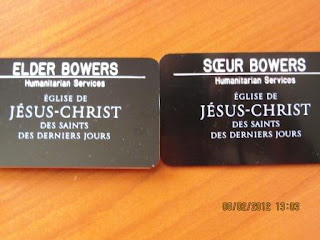 ELDER BOWERS
Humanitarian Services
ÉGLISE DE
JÉSUS-CHRIST
DES SAINTS
DES DERNIERS JOURS
SŒUR BOWERS
Humanitarian Services
ÉGLISE DE
JÉSUS-CHRIST
DES SAINTS
DES DERNIERS JOURS
08/02/2012 13:03